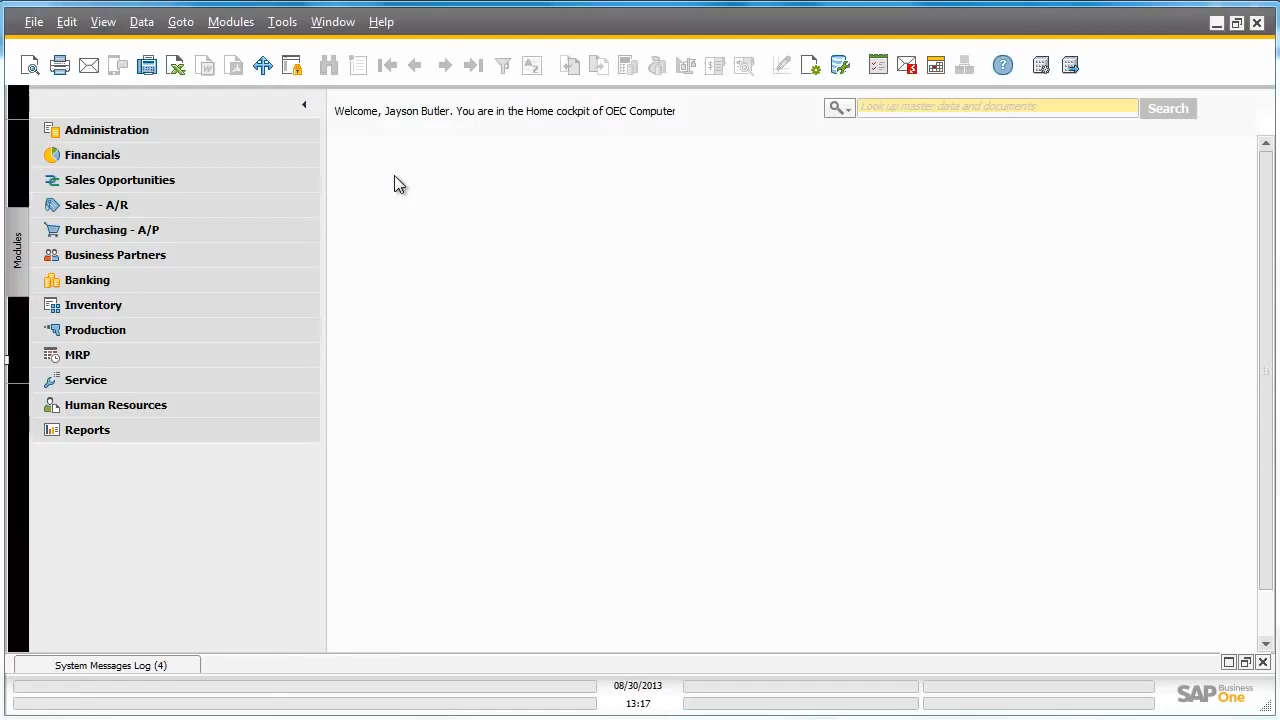 File Edit View Data Goto Modules Tools Window Help
Welcome, Jayson Butler. You are in the Home cockpit of OEC Computer
Look up master data and documents
Search
Modules
Administration
Financials
Sales Opportunities
Sales - A/R
Purchasing - A/P
Business Partners
Banking
Inventory
Production
MRP
Service
Human Resources
Reports
System Messages Log (4)
08/30/2013
13:17
SAP Business One